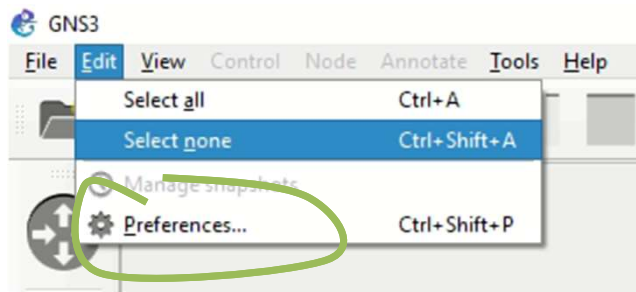 GNS3
File Edit View Control Node Annotate Tools Help
Select all Ctrl+A
Select none Ctrl+Shift+A
Manage snapshots
Preferences... Ctrl+Shift+P